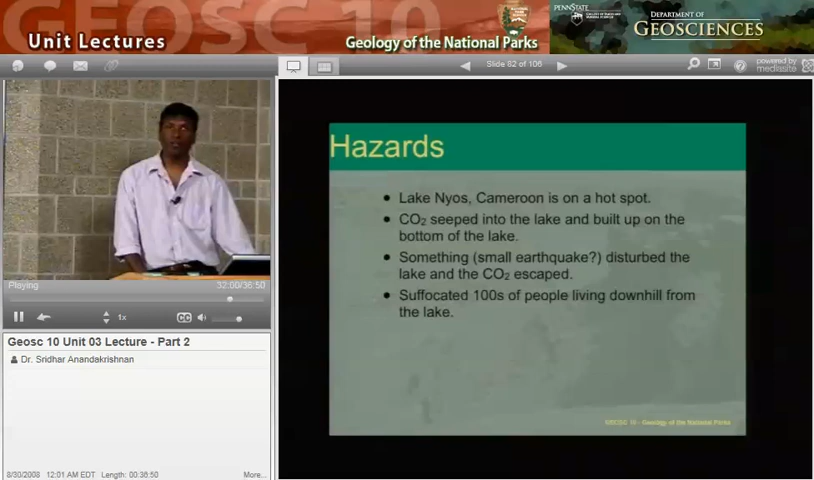 GEOSC 10
Unit Lectures
Geology of the National Parks
PENNSTATE
DEPARTMENT OF
GEOSCIENCES
Slide 82 of 106
powered by
mediasite
Hazards
• Lake Nyos, Cameroon is on a hot spot.
• CO2 seeped into the lake and built up on the
bottom of the lake.
• Something (small earthquake?) disturbed the
lake and the CO2 escaped.
• Suffocated 100s of people living downhill from
the lake.
GEOSC 10 - Geology of the National Parks
Playing
32:00/36:50
1x
CC
Geosc 10 Unit 03 Lecture - Part 2
Dr. Sridhar Anandakrishnan
8/30/2008 12:01 AM EDT Length: 00:36:50
More...